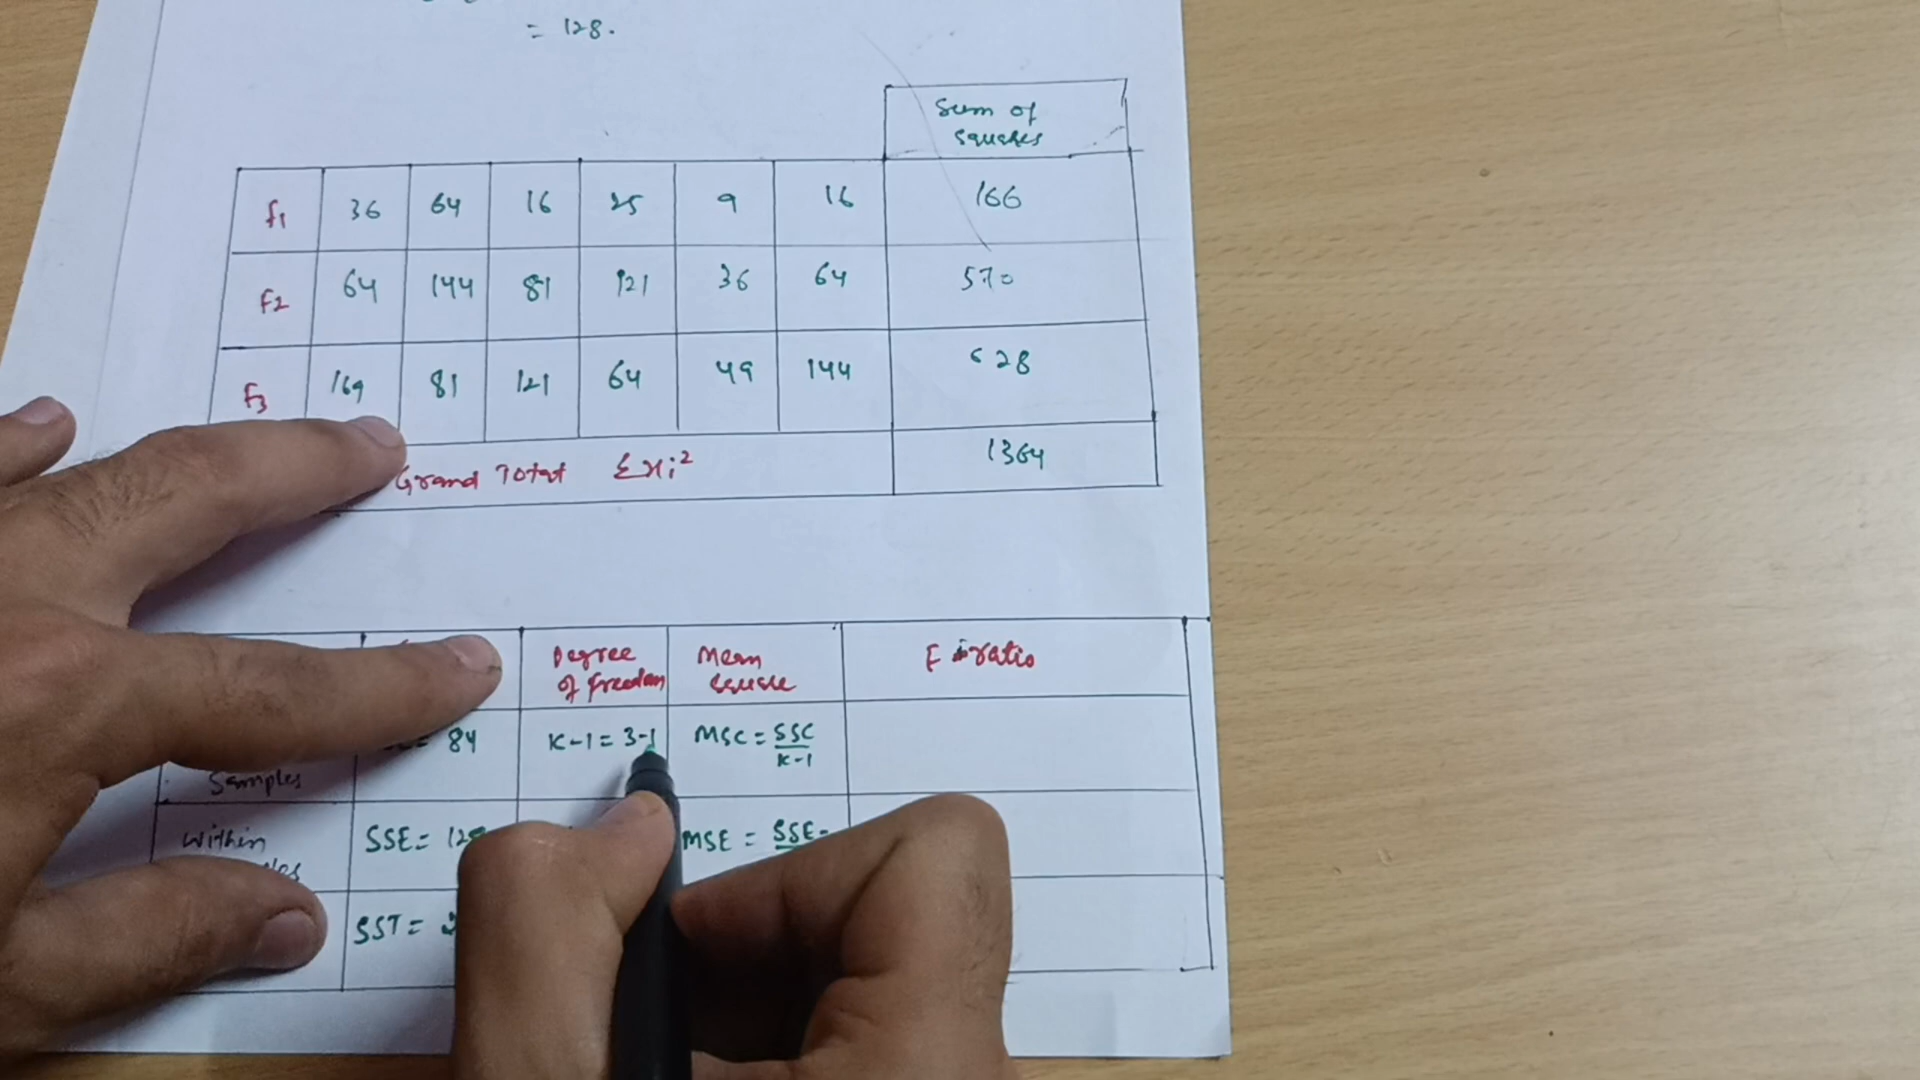 = 128.
Sum of
squares
f1 36 64 16 25 9 16 166
F2 64 144 81 121 36 64 570
F3 169 81 121 64 49 144 628
Grand Total Σxi² 1364
Degree of freedom Mean square F ratio
84 K-1 = 3-1 MSC = SSC/K-1
Samples
Within SSE = 128 MSE = SSE
SST =